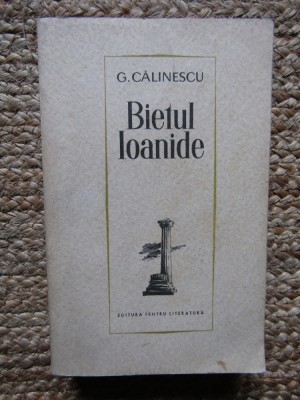 G. CĂLINESCU
Bietul
Ioanide
EDITURA PENTRU LITERATURĂ